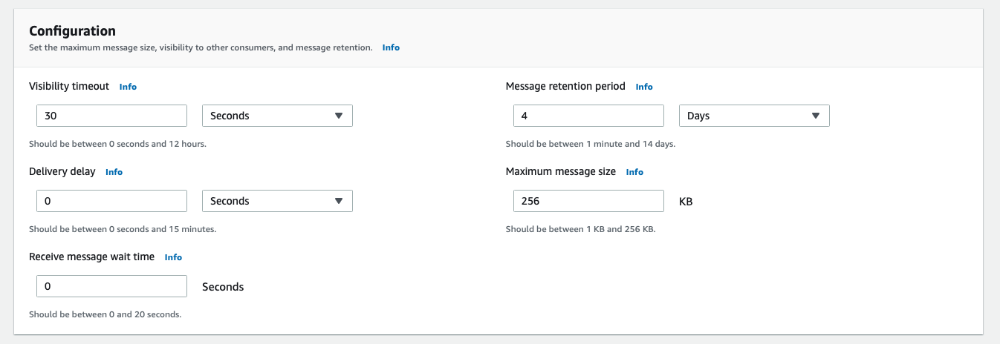 Configuration
Set the maximum message size, visibility to other consumers, and message retention. Info
Visibility timeout Info
30 Seconds
Should be between 0 seconds and 12 hours.
Message retention period Info
4 Days
Should be between 1 minute and 14 days.
Delivery delay Info
0 Seconds
Should be between 0 seconds and 15 minutes.
Maximum message size Info
256 KB
Should be between 1 KB and 256 KB.
Receive message wait time Info
0 Seconds
Should be between 0 and 20 seconds.